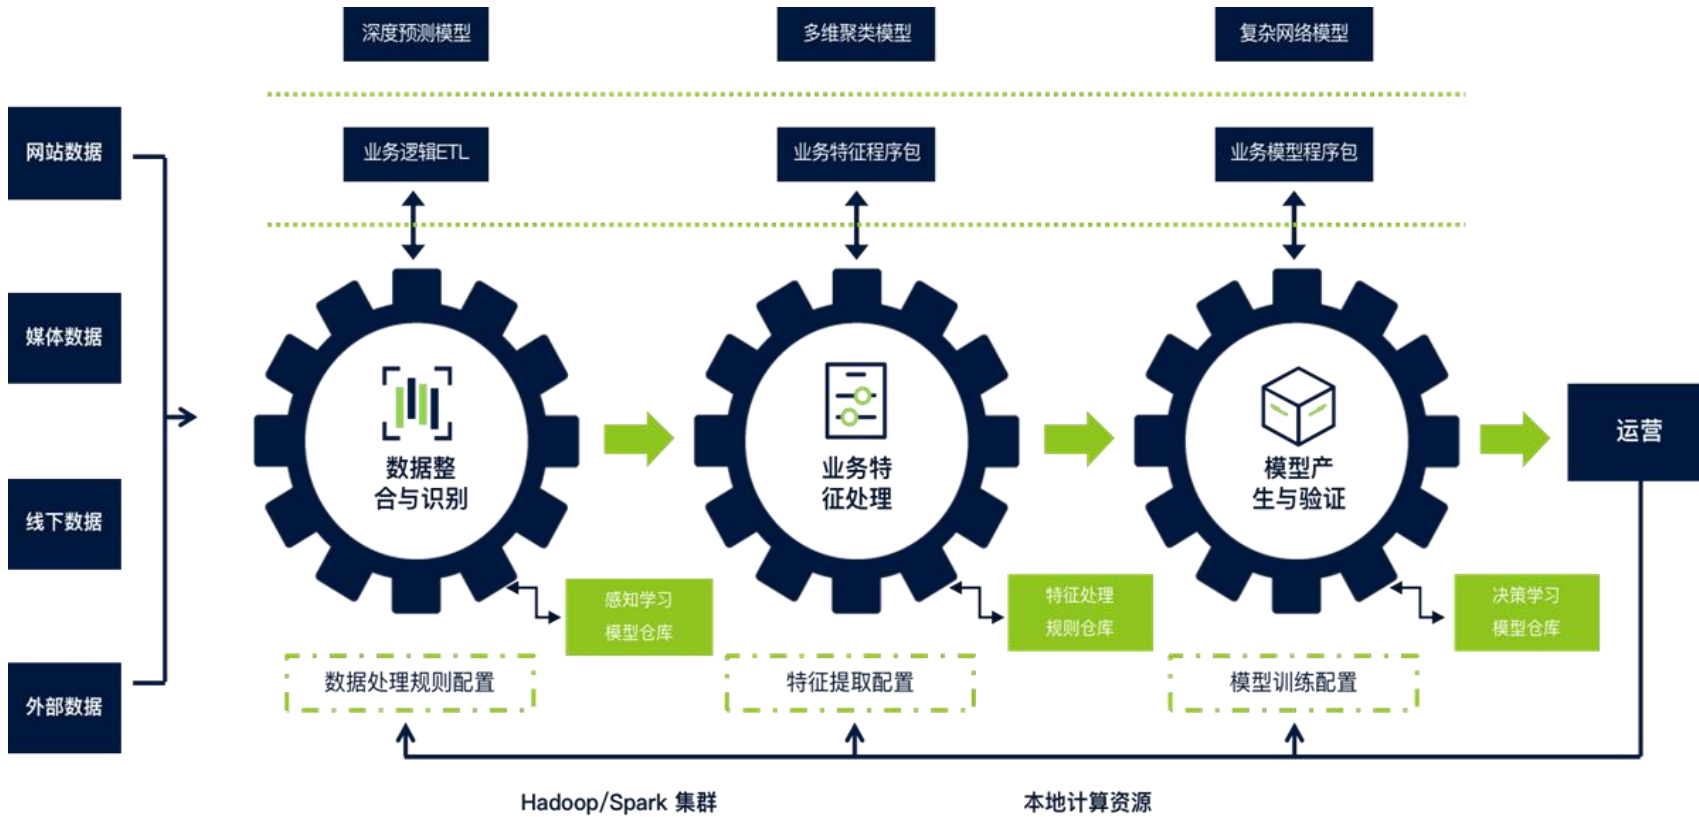 深度预测模型
多维聚类模型
复杂网络模型
网站数据
业务逻辑ETL
业务特征程序包
业务模型程序包
媒体数据
线下数据
外部数据
数据整
合与识别
业务特
征处理
模型产
生与验证
运营
感知学习
模型仓库
特征处理
规则仓库
决策学习
模型仓库
数据处理规则配置
特征提取配置
模型训练配置
Hadoop/Spark 集群
本地计算资源